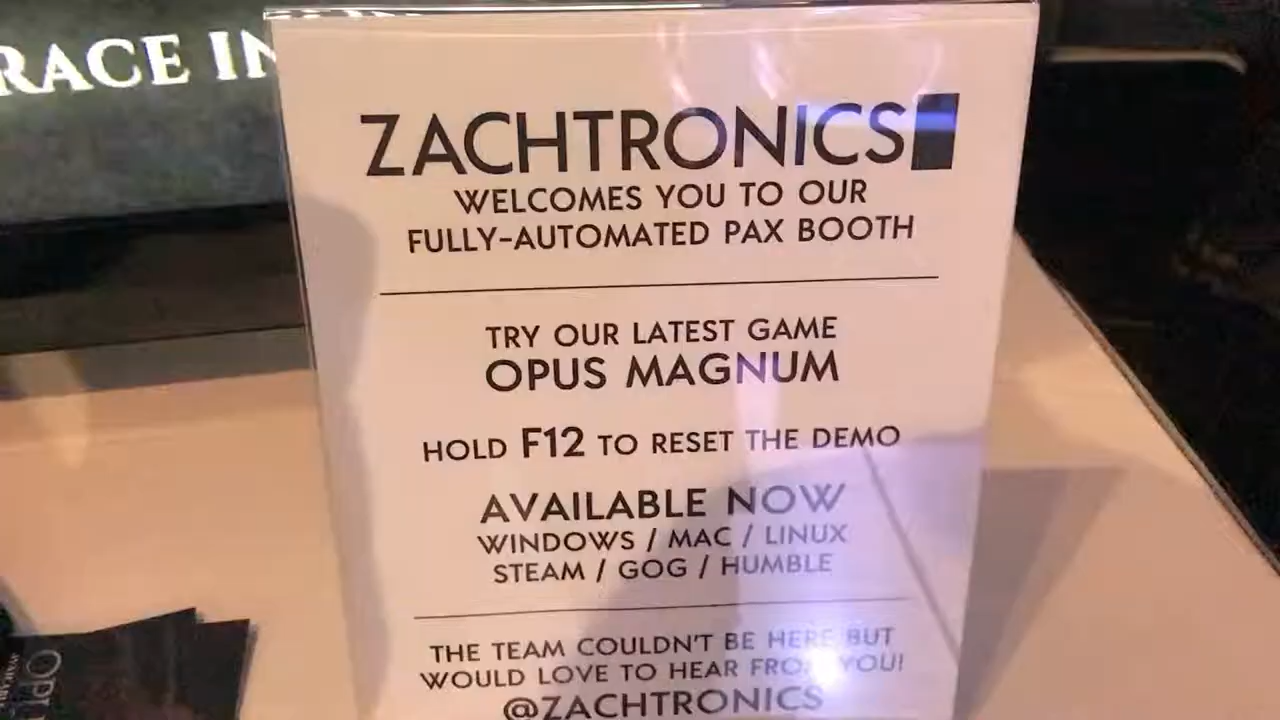 RACE IN
ZACHTRONICS
WELCOMES YOU TO OUR
FULLY-AUTOMATED PAX BOOTH
TRY OUR LATEST GAME
OPUS MAGNUM
HOLD F12 TO RESET THE DEMO
AVAILABLE NOW
WINDOWS / MAC / LINUX
STEAM / GOG / HUMBLE
THE TEAM COULDN'T BE HERE BUT
WOULD LOVE TO HEAR FROM YOU!
@ZACHTRONICS